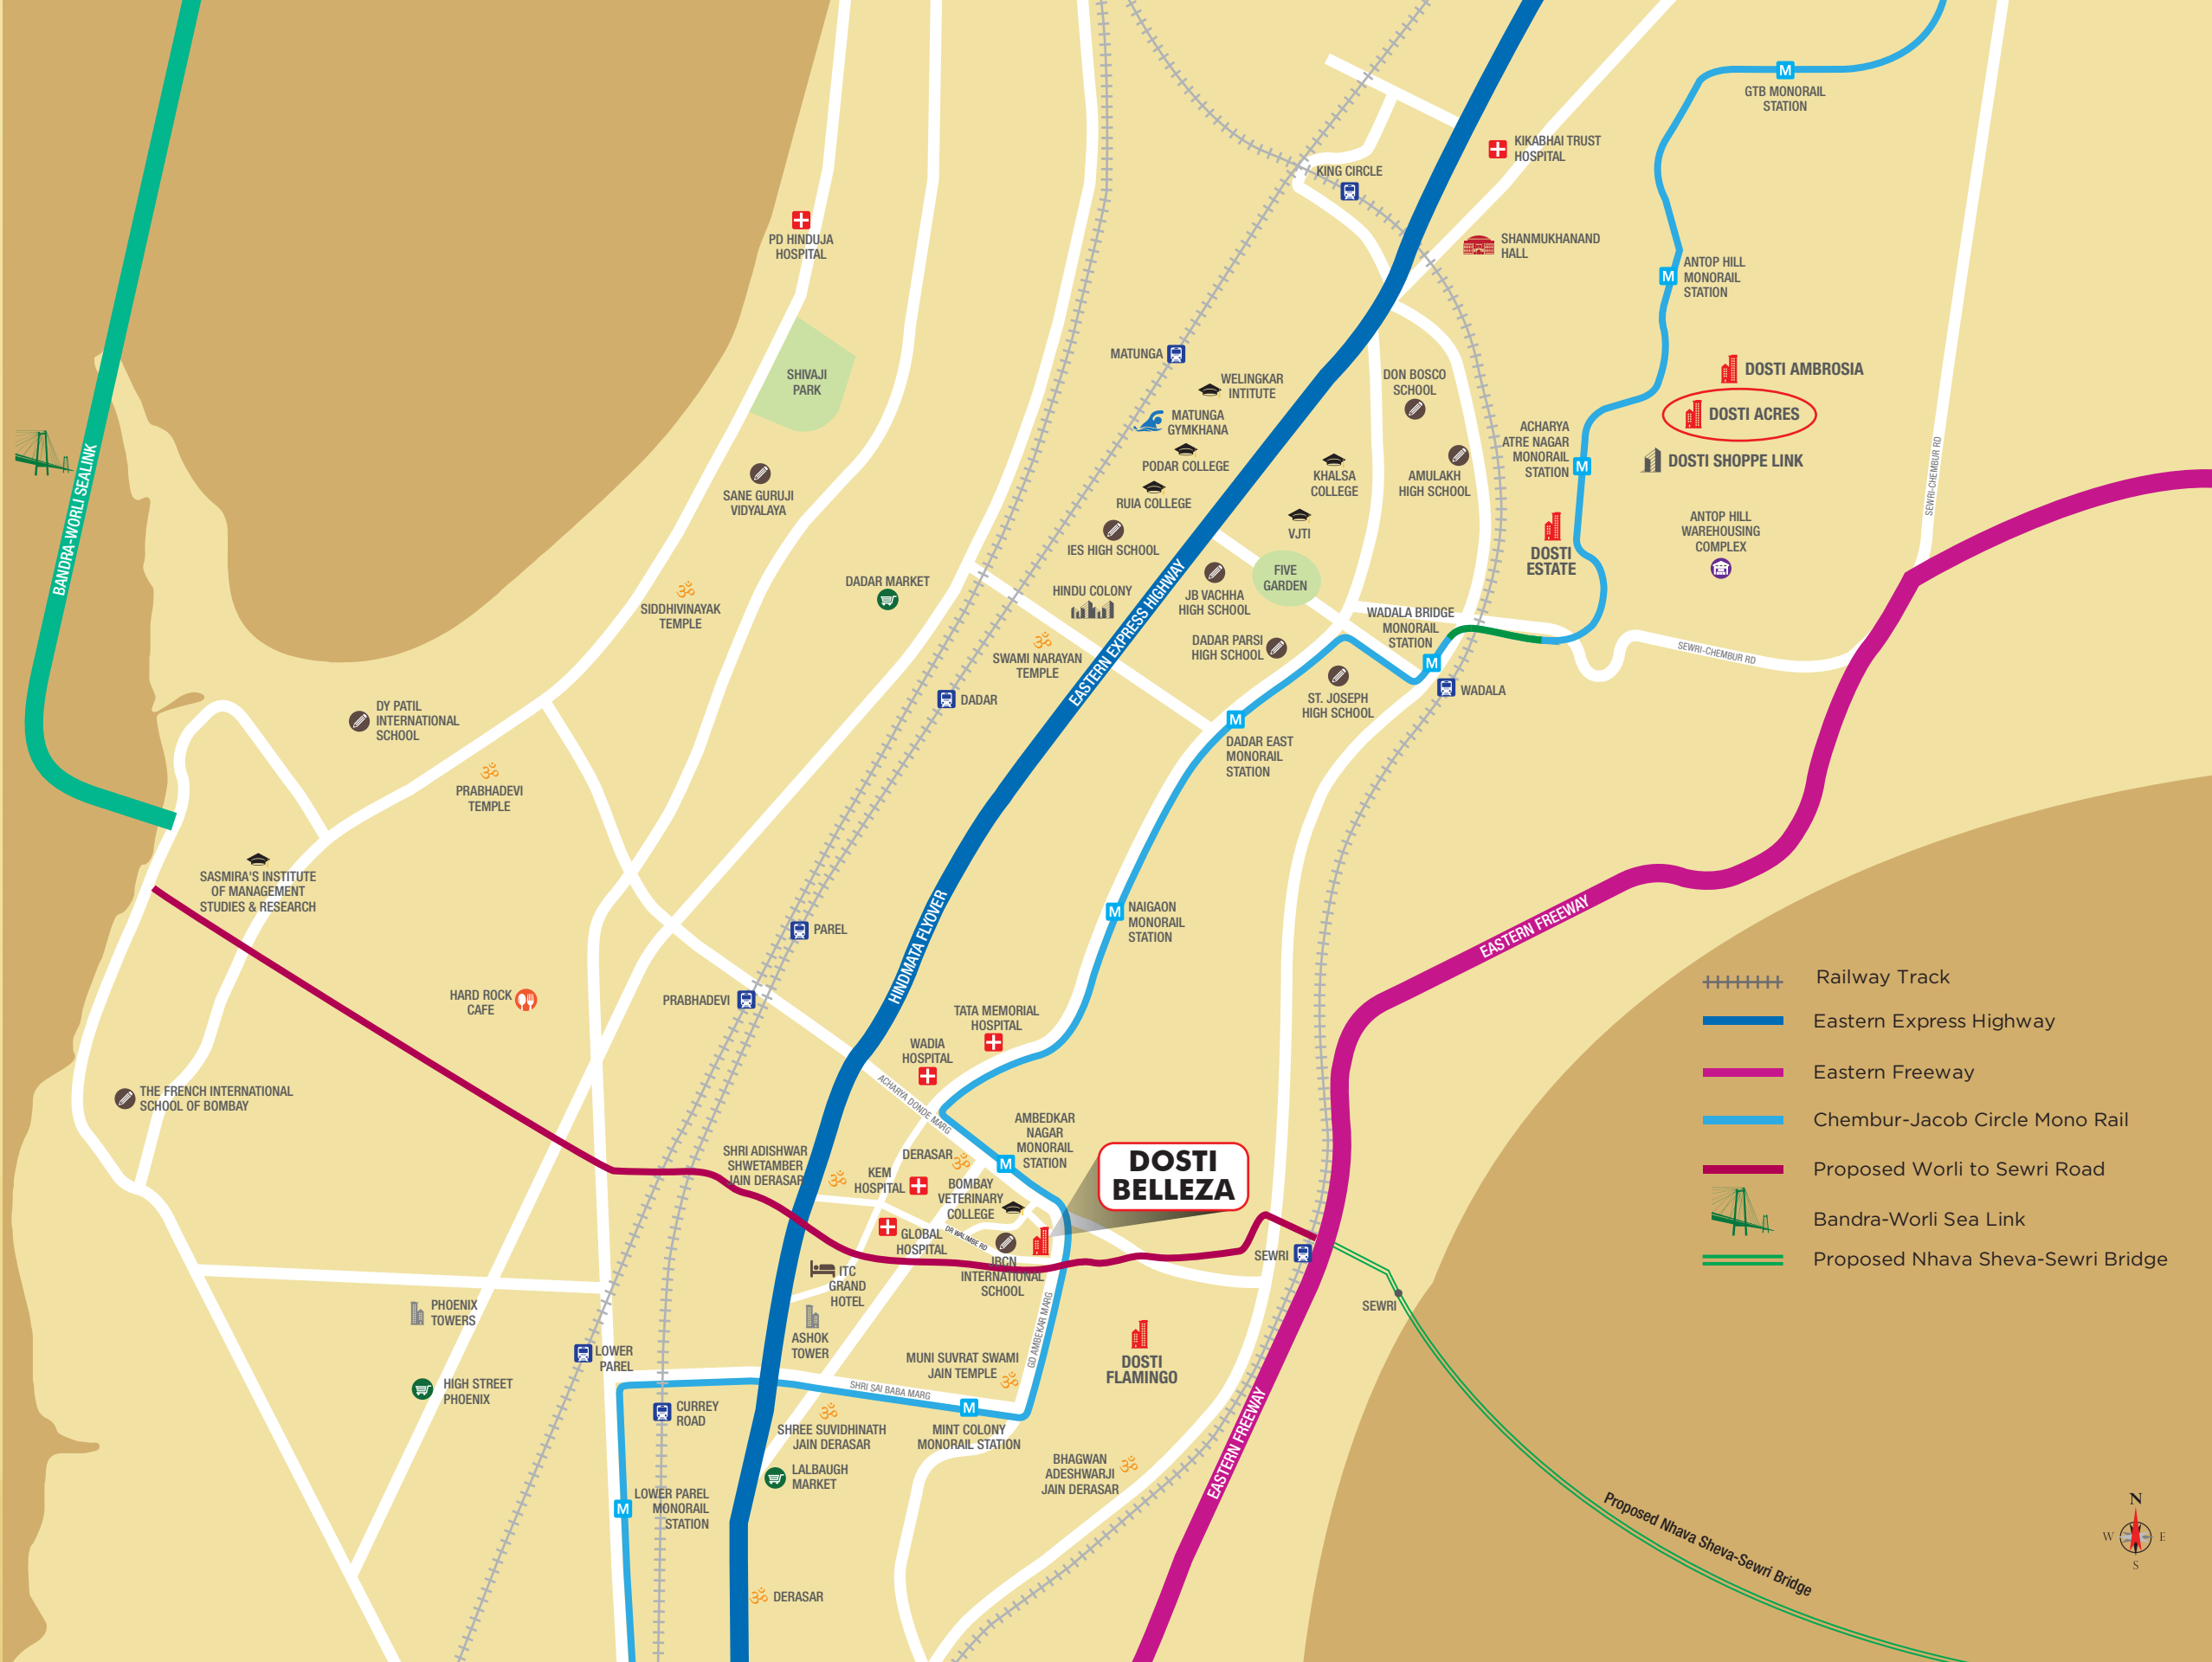 GTB MONORAIL
STATION
KIKABHAI TRUST
HOSPITAL
KING CIRCLE
PD HINDUJA
HOSPITAL
SHANMUKHANAND
HALL
ANTOP HILL
MONORAIL
STATION
MATUNGA
SHIVAJI
PARK
WELINGKAR
INTITUTE
DON BOSCO
SCHOOL
DOSTI AMBROSIA
DOSTI ACRES
MATUNGA
GYMKHANA
ACHARYA
ATRE NAGAR
MONORAIL
STATION
DOSTI SHOPPE LINK
PODAR COLLEGE
KHALSA
COLLEGE
AMULAKH
HIGH SCHOOL
SEWRI-CHEMBUR RD
SANE GURUJI
VIDYALAYA
RUIA COLLEGE
BANDRA-WORLI SEALINK
VJTI
ANTOP HILL
WAREHOUSING
COMPLEX
IES HIGH SCHOOL
DOSTI
ESTATE
DADAR MARKET
HINDU COLONY
FIVE
GARDEN
JB VACHHA
HIGH SCHOOL
SIDDHIVINAYAK
TEMPLE
EASTERN EXPRESS HIGHWAY
WADALA BRIDGE
MONORAIL
STATION
DADAR PARSI
HIGH SCHOOL
SWAMI NARAYAN
TEMPLE
SEWRI-CHEMBUR RD
DADAR
WADALA
ST. JOSEPH
HIGH SCHOOL
DY PATIL
INTERNATIONAL
SCHOOL
DADAR EAST
MONORAIL
STATION
PRABHADEVI
TEMPLE
SASMIRA'S INSTITUTE
OF MANAGEMENT
STUDIES & RESEARCH
NAIGAON
MONORAIL
STATION
PAREL
HINDMATA FLYOVER
EASTERN FREEWAY
Railway Track
HARD ROCK
CAFE
PRABHADEVI
TATA MEMORIAL
HOSPITAL
Eastern Express Highway
WADIA
HOSPITAL
Eastern Freeway
THE FRENCH INTERNATIONAL
SCHOOL OF BOMBAY
ACHARYA DONDE MARG
AMBEDKAR
NAGAR
MONORAIL
STATION
Chembur-Jacob Circle Mono Rail
SHRI ADISHWAR
SHWETAMBER
JAIN DERASAR
DERASAR
DOSTI
BELLEZA
Proposed Worli to Sewri Road
KEM
HOSPITAL
BOMBAY
VETERINARY
COLLEGE
Bandra-Worli Sea Link
GLOBAL
HOSPITAL
DR WALIMBE RD
IBCN
INTERNATIONAL
SCHOOL
SEWRI
Proposed Nhava Sheva-Sewri Bridge
ITC
GRAND
HOTEL
SEWRI
PHOENIX
TOWERS
ASHOK
TOWER
GD AMBEKAR MARG
LOWER
PAREL
MUNI SUVRAT SWAMI
JAIN TEMPLE
DOSTI
FLAMINGO
HIGH STREET
PHOENIX
SHRI SAI BABA MARG
CURREY
ROAD
SHREE SUVIDHINATH
JAIN DERASAR
MINT COLONY
MONORAIL STATION
EASTERN FREEWAY
LALBAUGH
MARKET
BHAGWAN
ADESHWARJI
JAIN DERASAR
LOWER PAREL
MONORAIL
STATION
Proposed Nhava Sheva-Sewri Bridge
N
W E
S
DERASAR